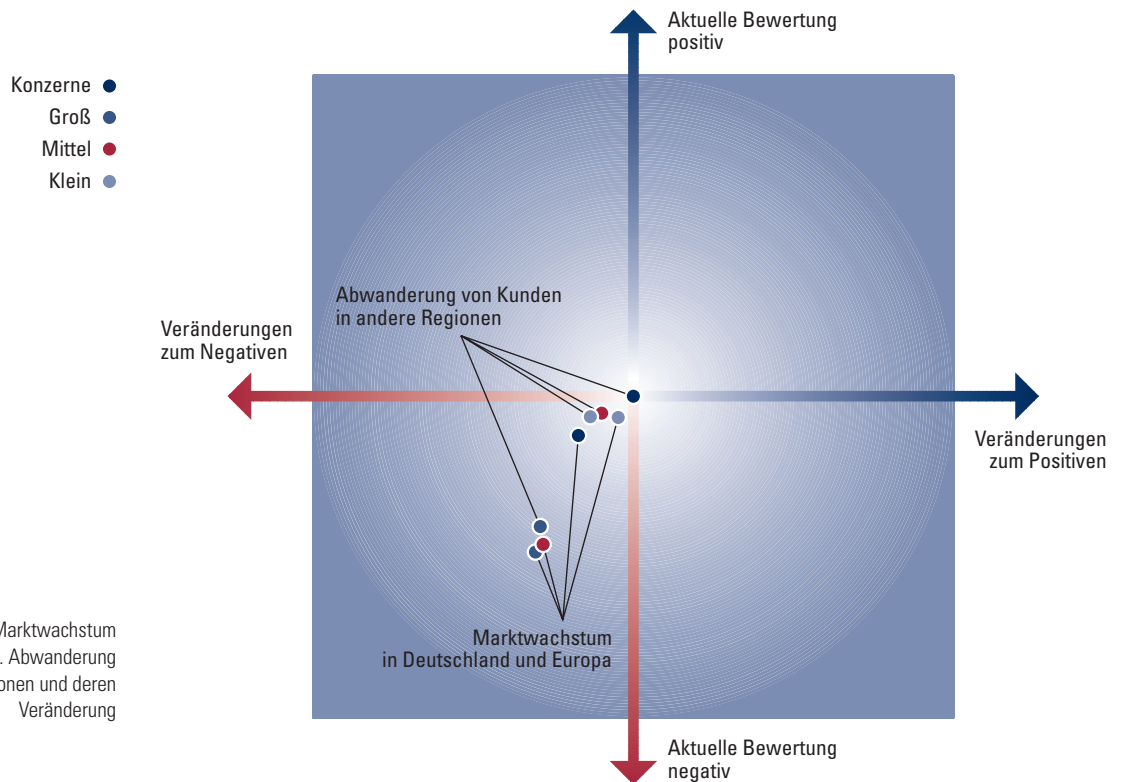 Aktuelle Bewertung
positiv
Konzerne
Groß
Mittel
Klein
Abwanderung von Kunden
in andere Regionen
Veränderungen
zum Negativen
Veränderungen
zum Positiven
Marktwachstum
in Deutschland und Europa
Marktwachstum
. Abwanderung
onen und deren
Veränderung
Aktuelle Bewertung
negativ